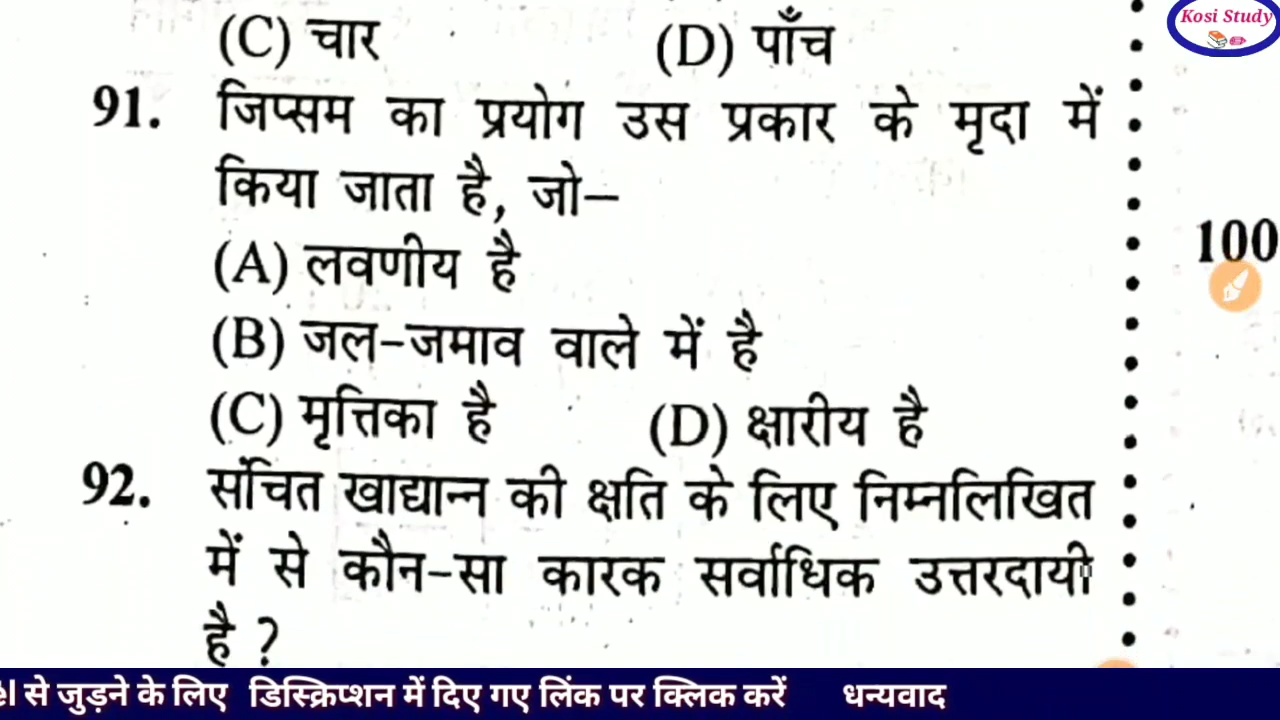 Kosi Study
(C) चार (D) पाँच
91. जिप्सम का प्रयोग उस प्रकार के मृदा में
किया जाता है, जो–
(A) लवणीय है
(B) जल-जमाव वाले में है
(C) मृत्तिका है (D) क्षारीय है
100
92. संचित खाद्यान्न की क्षति के लिए निम्नलिखित
में से कौन-सा कारक सर्वाधिक उत्तरदायी
है ?
से जुड़ने के लिए डिस्क्रिप्शन में दिए गए लिंक पर क्लिक करें धन्यवाद